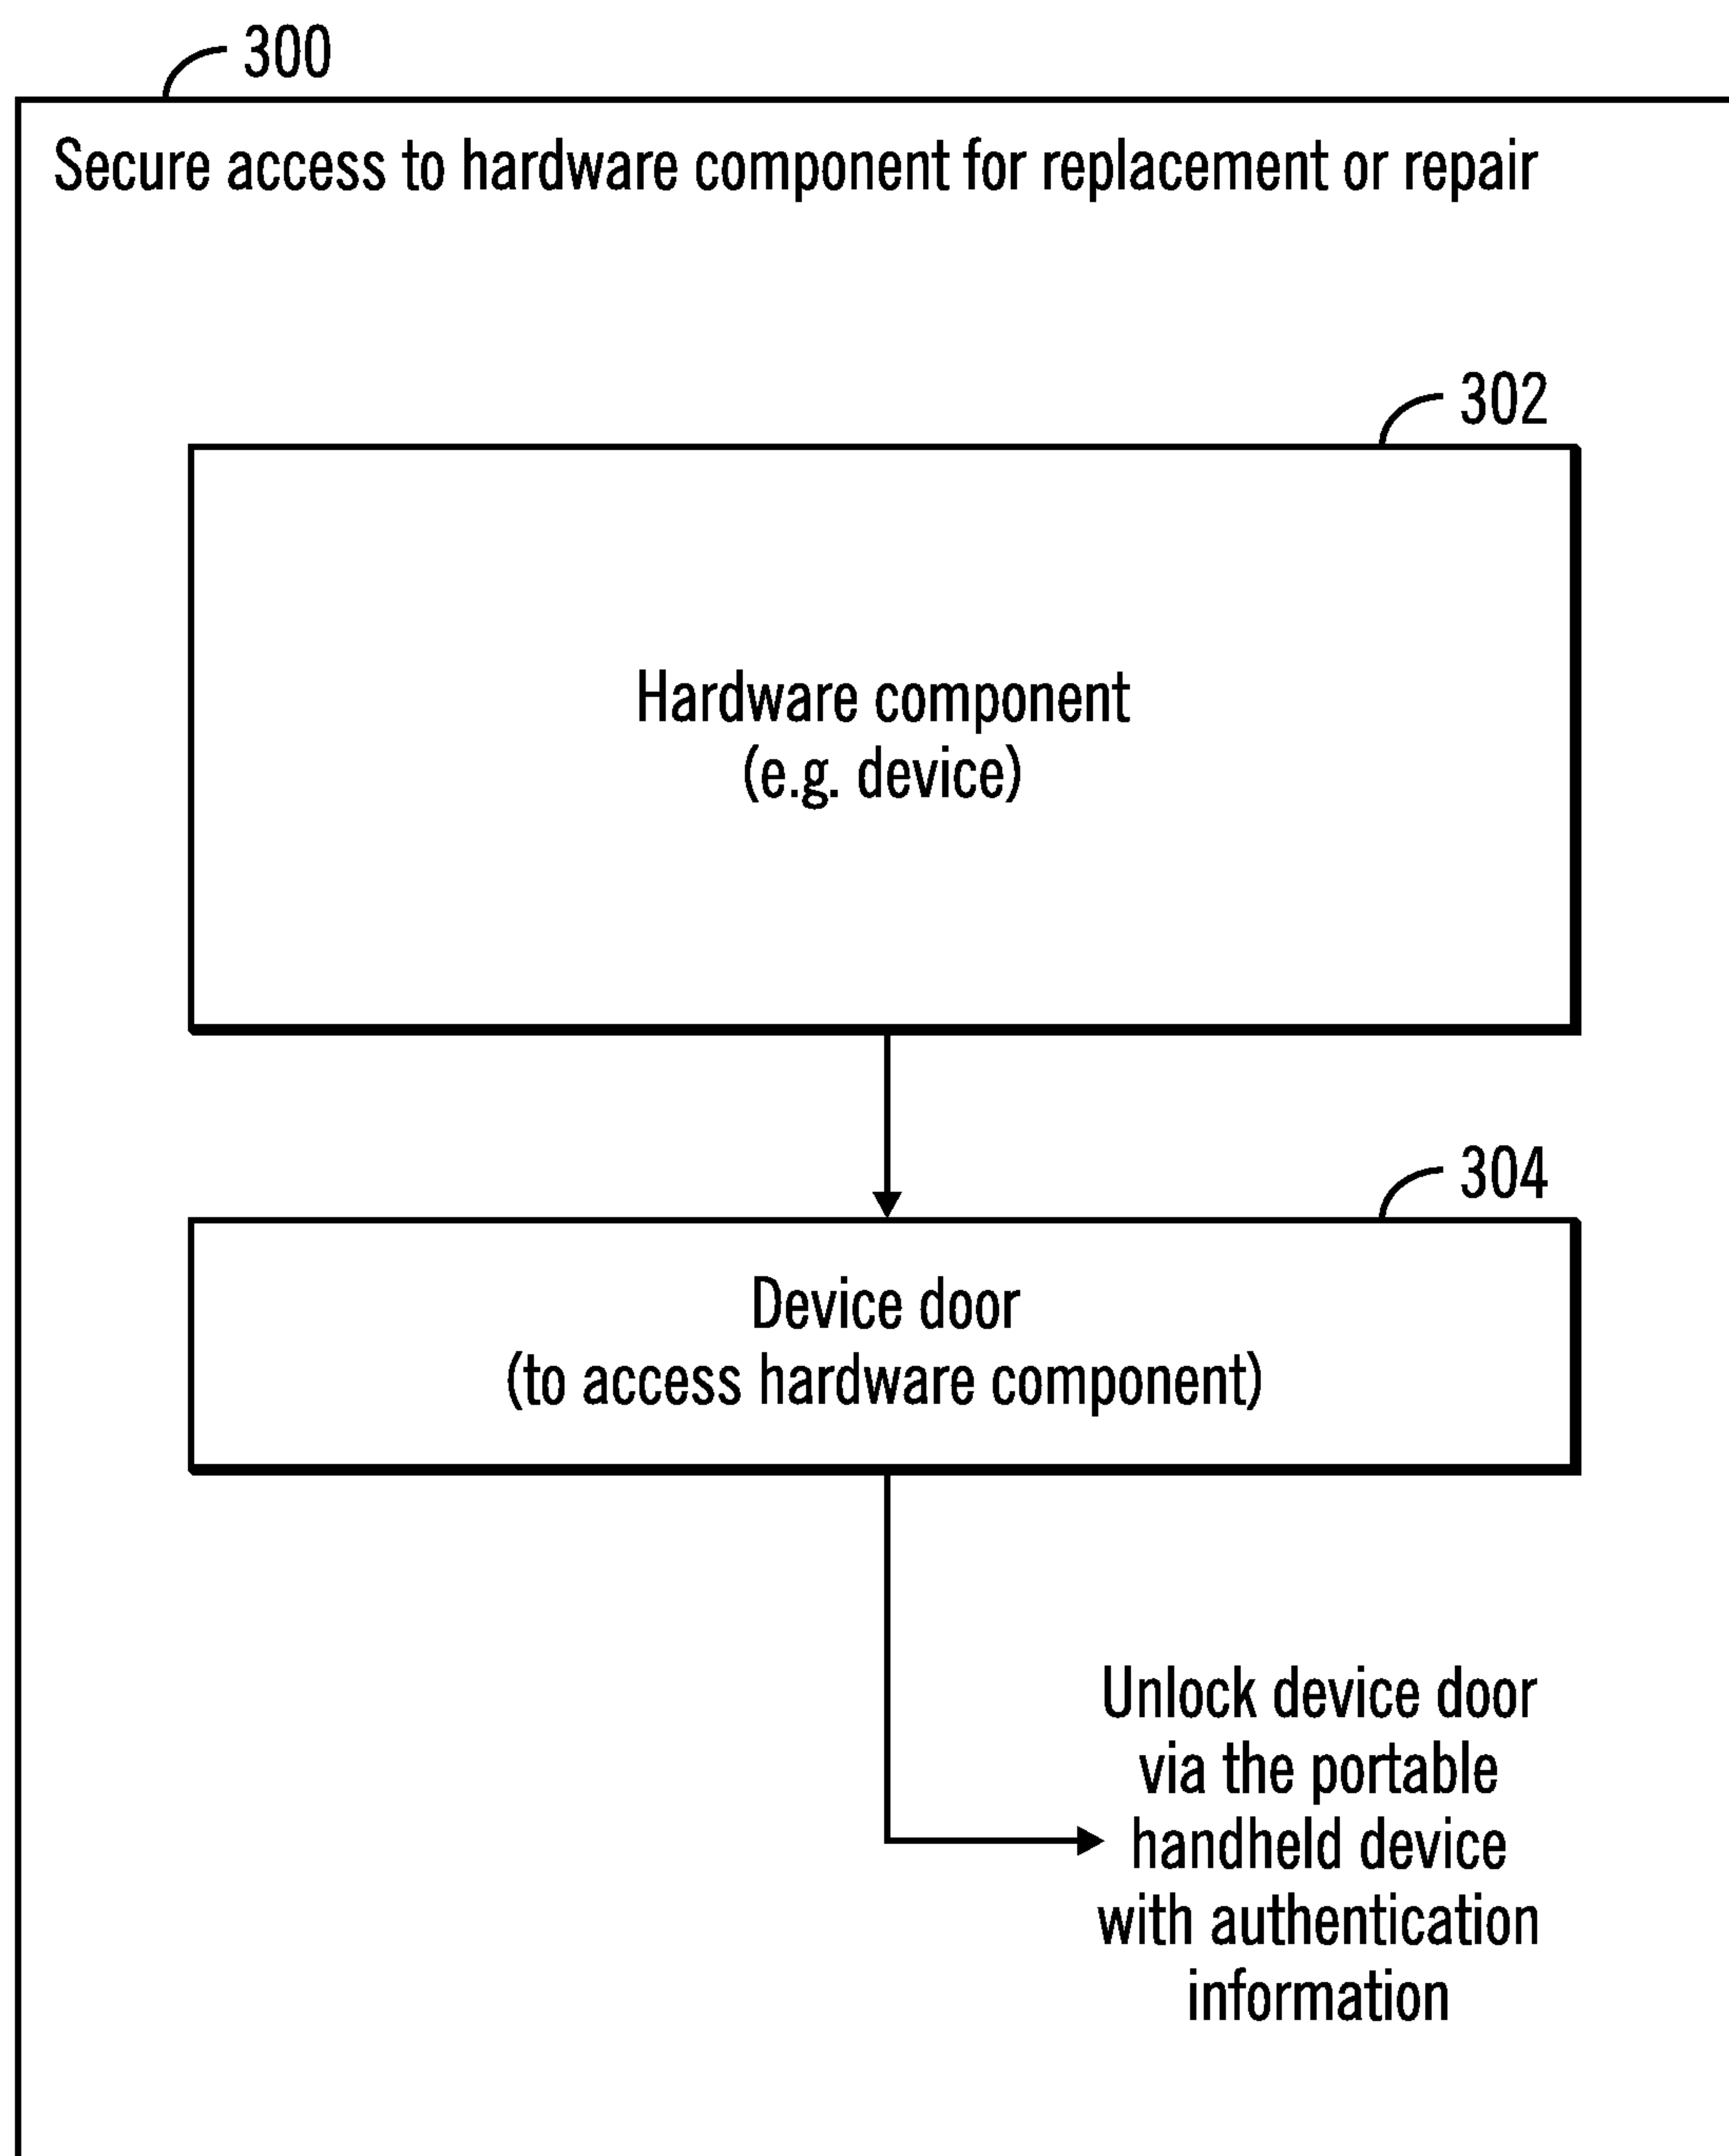 300
Secure access to hardware component for replacement or repair
302
Hardware component
(e.g. device)
304
Device door
(to access hardware component)
Unlock device door
via the portable
handheld device
with authentication
information